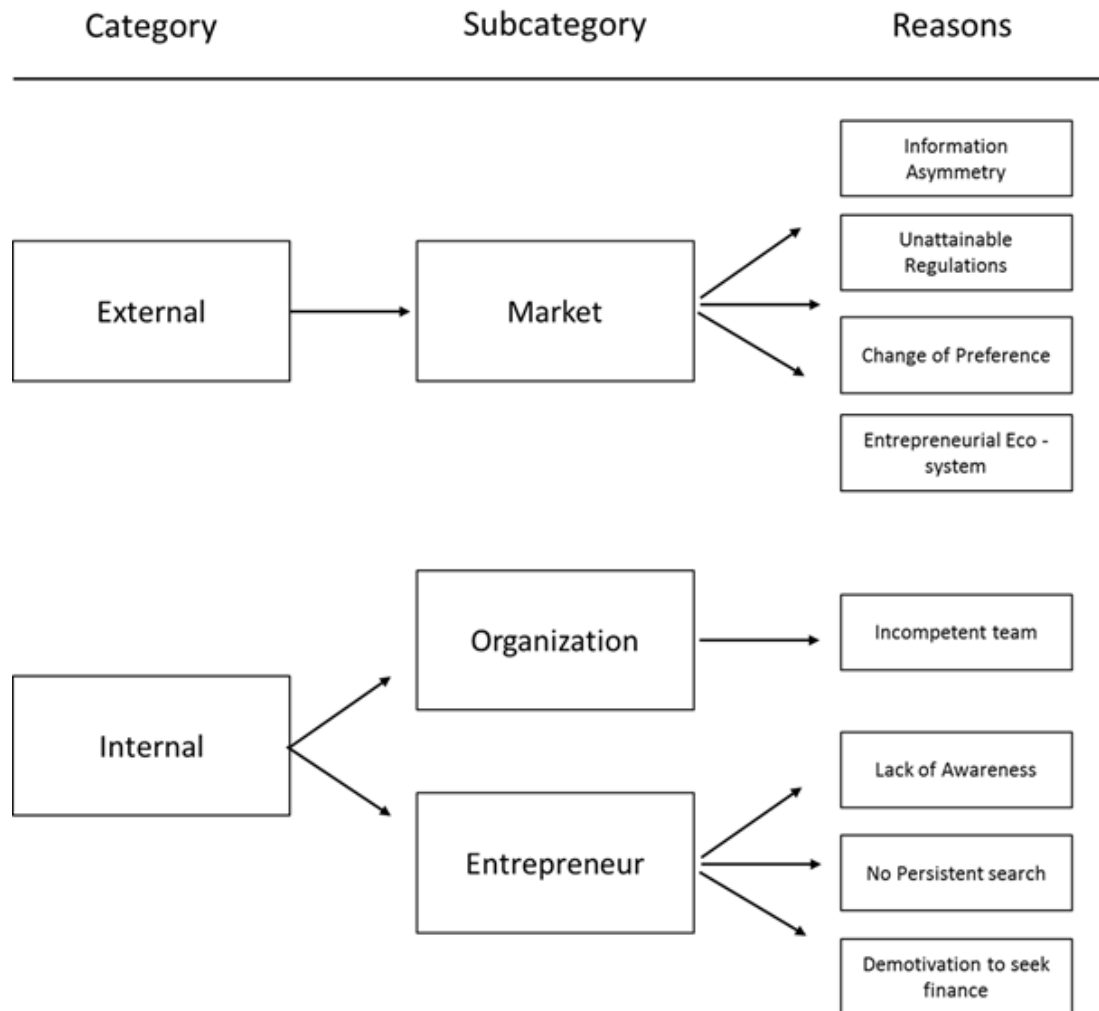 Category Subcategory Reasons
Information
Asymmetry
Unattainable
Regulations
External
Market
Change of Preference
Entrepreneurial Eco -
system
Organization
Incompetent team
Internal
Lack of Awareness
Entrepreneur
No Persistent search
Demotivation to seek
finance